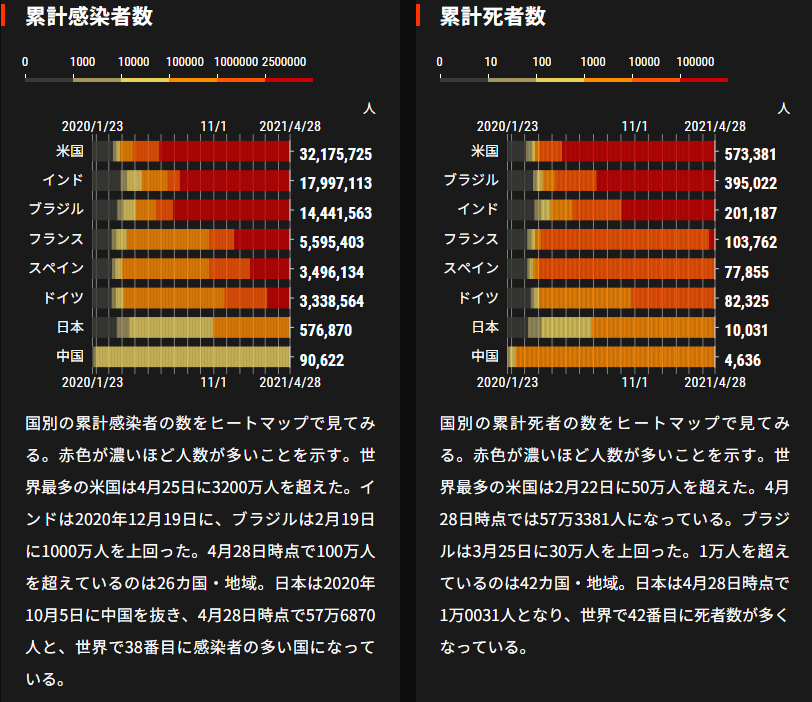 累計感染者数
0 1000 10000 100000 1000000 2500000
人
2020/1/23 11/1 2021/4/28
米国 32,175,725
インド 17,997,113
ブラジル 14,441,563
フランス 5,595,403
スペイン 3,496,134
ドイツ 3,338,564
日本 576,870
中国 90,622
2020/1/23 11/1 2021/4/28
国別の累計感染者の数をヒートマップで見てみ
る。赤色が濃いほど人数が多いことを示す。世
界最多の米国は4月25日に3200万人を超えた。イ
ンドは2020年12月19日に、ブラジルは2月19日
に1000万人を上回った。4月28日時点で100万人
を超えているのは26カ国・地域。日本は2020年
10月5日に中国を抜き、4月28日時点で57万6870
人と、世界で38番目に感染者の多い国になって
いる。
累計死者数
0 10 100 1000 10000 100000
人
2020/1/23 11/1 2021/4/28
米国 573,381
ブラジル 395,022
インド 201,187
フランス 103,762
スペイン 77,855
ドイツ 82,325
日本 10,031
中国 4,636
2020/1/23 11/1 2021/4/28
国別の累計死者の数をヒートマップで見てみ
る。赤色が濃いほど人数が多いことを示す。世
界最多の米国は2月22日に50万人を超えた。4月
28日時点では57万3381人になっている。ブラジ
ルは3月25日に30万人を上回った。1万人を超え
ているのは42カ国・地域。日本は4月28日時点で
1万0031人となり、世界で42番目に死者数が多く
なっている。